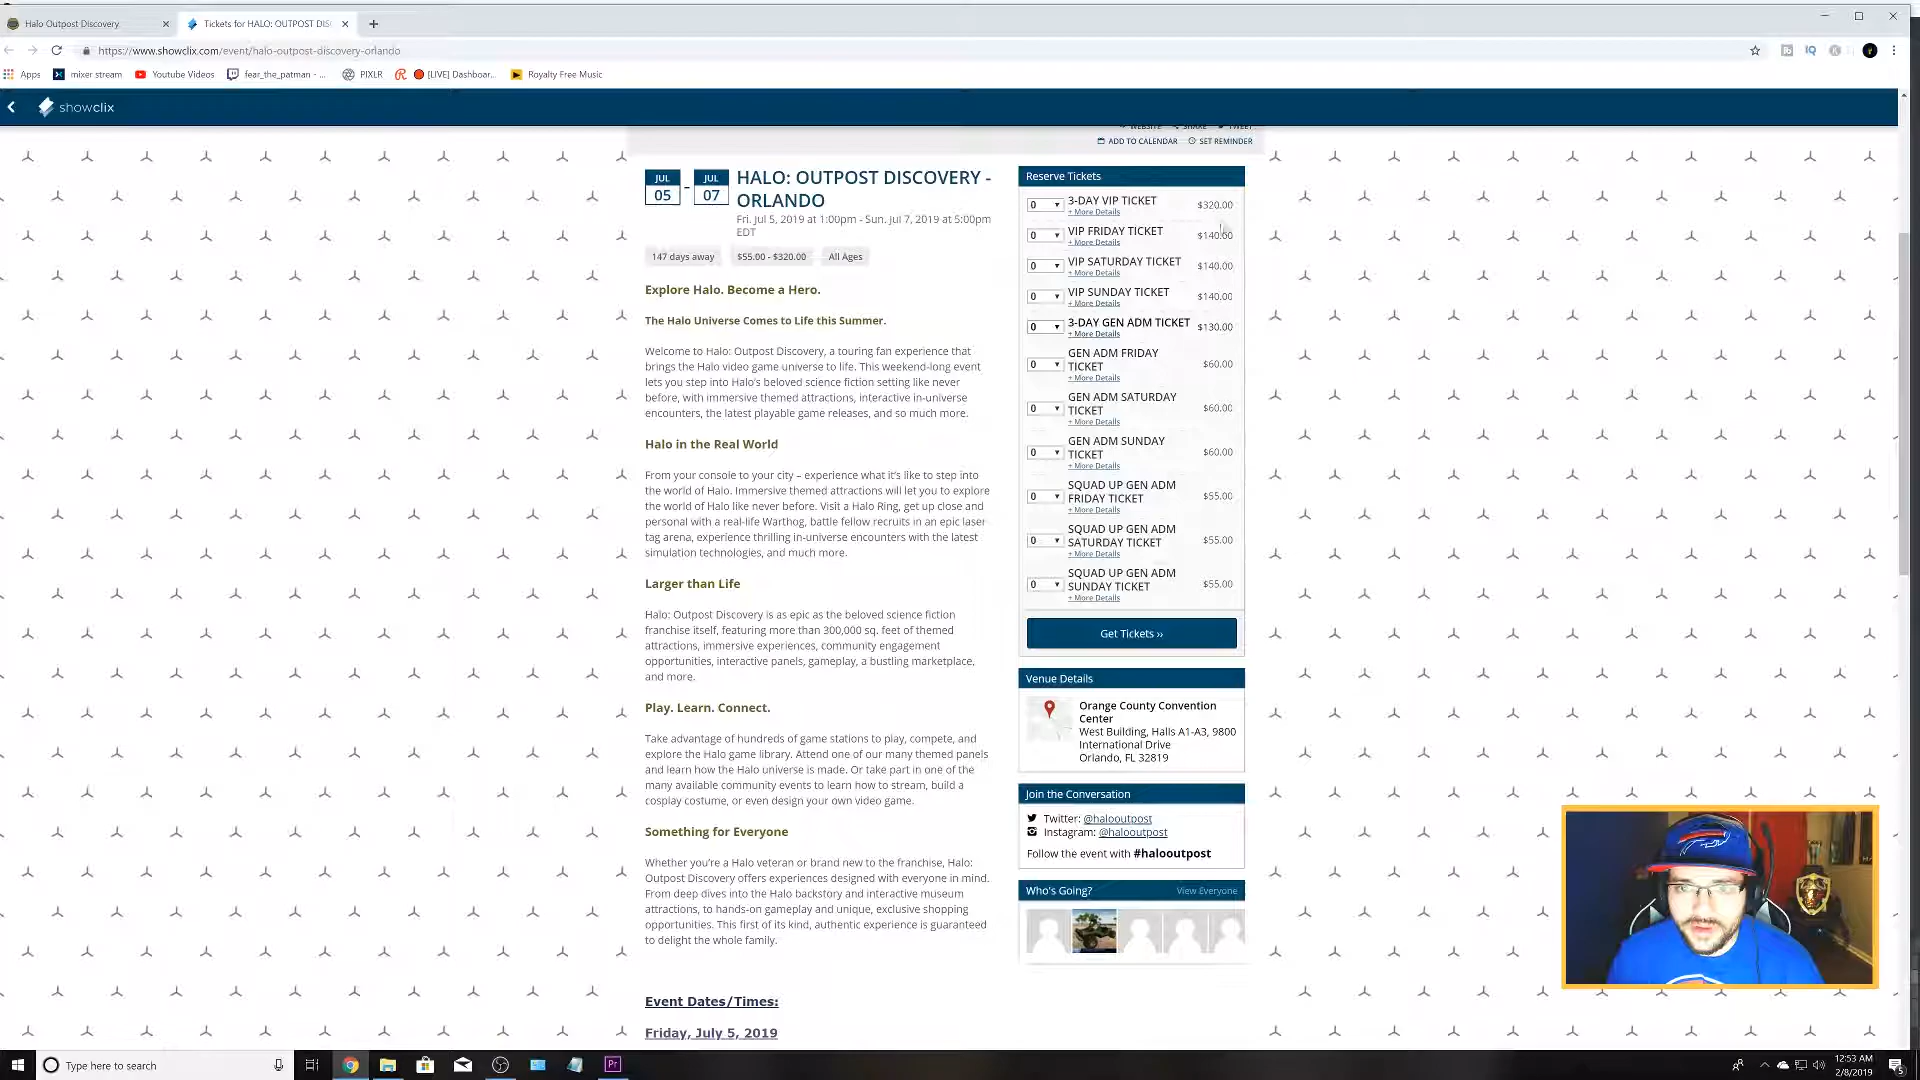 Halo Outpost Discovery
Tickets for HALO: OUTPOST DIS
https://www.showclix.com/event/halo-outpost-discovery-orlando
Apps
mixer stream
Youtube Videos
fear_the_patman - ...
PIXLR
[LIVE] Dashboar...
Royalty Free Music
showclix
WEBSITE SHARE TWEET
ADD TO CALENDAR SET REMINDER
JUL
05
-
JUL
07
HALO: OUTPOST DISCOVERY -
ORLANDO
Fri. Jul 5, 2019 at 1:00pm - Sun. Jul 7, 2019 at 5:00pm
EDT
147 days away
$55.00 - $320.00
All Ages
Explore Halo. Become a Hero.
The Halo Universe Comes to Life this Summer.
Welcome to Halo: Outpost Discovery, a touring fan experience that
brings the Halo video game universe to life. This weekend-long event
lets you step into Halo's beloved science fiction setting like never
before, with immersive themed attractions, interactive in-universe
encounters, the latest playable game releases, and so much more.
Halo in the Real World
From your console to your city – experience what it's like to step into
the world of Halo. Immersive themed attractions will let you to explore
the world of Halo like never before. Visit a Halo Ring, get up close and
personal with a real-life Warthog, battle fellow recruits in an epic laser
tag arena, experience thrilling in-universe encounters with the latest
simulation technologies, and much more.
Larger than Life
Halo: Outpost Discovery is as epic as the beloved science fiction
franchise itself, featuring more than 300,000 sq. feet of themed
attractions, immersive experiences, community engagement
opportunities, interactive panels, gameplay, a bustling marketplace,
and more.
Play. Learn. Connect.
Take advantage of hundreds of game stations to play, compete, and
explore the Halo game library. Attend one of our many themed panels
and learn how the Halo universe is made. Or take part in one of the
many available community events to learn how to stream, build a
cosplay costume, or even design your own video game.
Something for Everyone
Whether you're a Halo veteran or brand new to the franchise, Halo:
Outpost Discovery offers experiences designed with everyone in mind.
From deep dives into the Halo backstory and interactive museum
attractions, to hands-on gameplay and unique, exclusive shopping
opportunities. This first of its kind, authentic experience is guaranteed
to delight the whole family.
Event Dates/Times:
Friday, July 5, 2019
Reserve Tickets
0 3-DAY VIP TICKET $320.00
+ More Details
0 VIP FRIDAY TICKET $140.00
+ More Details
0 VIP SATURDAY TICKET $140.00
+ More Details
0 VIP SUNDAY TICKET $140.00
+ More Details
0 3-DAY GEN ADM TICKET $130.00
+ More Details
GEN ADM FRIDAY
0 TICKET $60.00
+ More Details
GEN ADM SATURDAY
0 TICKET $60.00
+ More Details
GEN ADM SUNDAY
0 TICKET $60.00
+ More Details
SQUAD UP GEN ADM
0 FRIDAY TICKET $55.00
+ More Details
SQUAD UP GEN ADM
0 SATURDAY TICKET $55.00
+ More Details
SQUAD UP GEN ADM
0 SUNDAY TICKET $55.00
+ More Details
Get Tickets ››
Venue Details
Orange County Convention
Center
West Building, Halls A1-A3, 9800
International Drive
Orlando, FL 32819
Join the Conversation
Twitter: @halooutpost
Instagram: @halooutpost
Follow the event with #halooutpost
Who's Going?
View Everyone
Type here to search
Pr
12:53 AM
2/8/2019
5